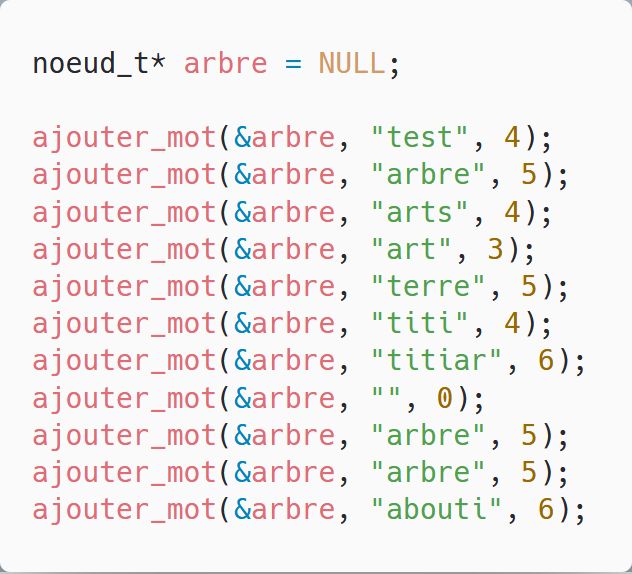 noeud_t* arbre = NULL;
ajouter_mot(&arbre, "test", 4);
ajouter_mot(&arbre, "arbre", 5);
ajouter_mot(&arbre, "arts", 4);
ajouter_mot(&arbre, "art", 3);
ajouter_mot(&arbre, "terre", 5);
ajouter_mot(&arbre, "titi", 4);
ajouter_mot(&arbre, "titiar", 6);
ajouter_mot(&arbre, "", 0);
ajouter_mot(&arbre, "arbre", 5);
ajouter_mot(&arbre, "arbre", 5);
ajouter_mot(&arbre, "abouti", 6);